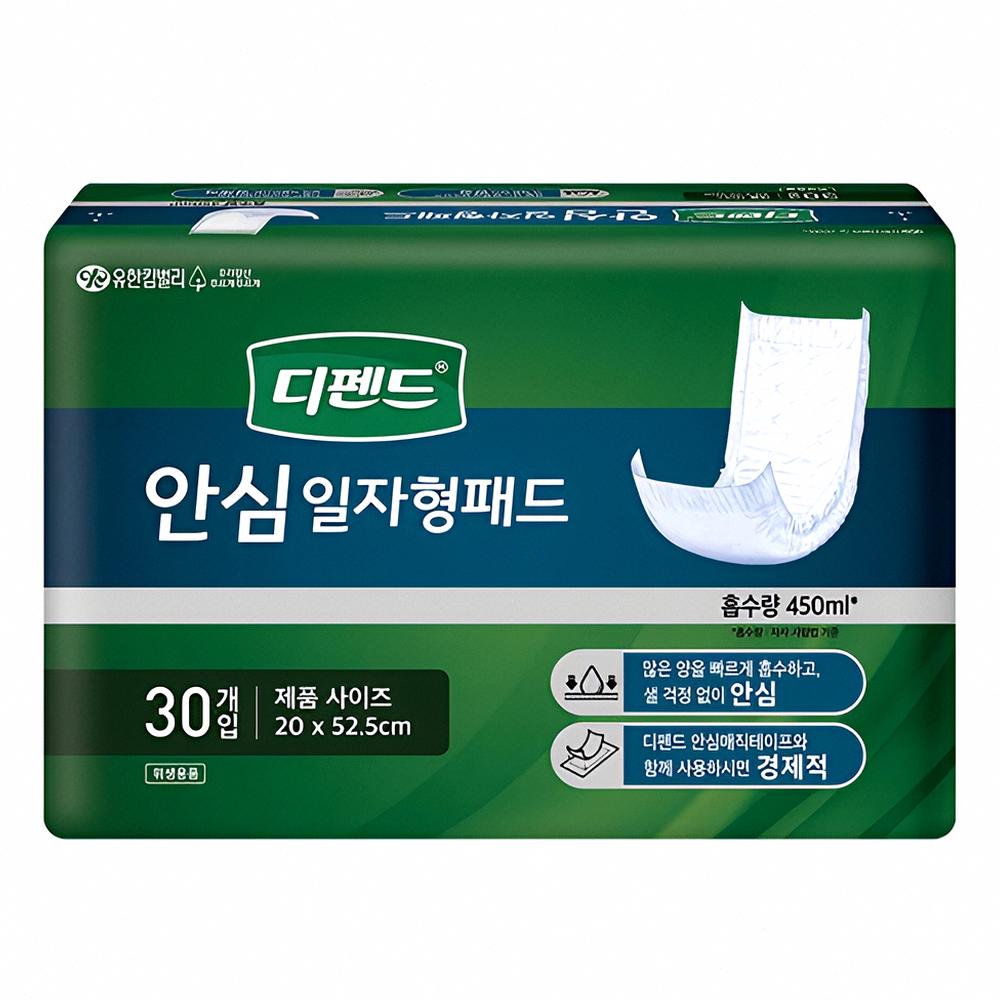 유한킴벌리
디펜드®
안심 일자형패드
흡수량 450ml*
30개입
제품 사이즈
20 x 52.5cm
위생용품
많은 양을 빠르게 흡수하고,
샐 걱정 없이 안심
디펜드 안심매직테이프와
함께 사용하시면 경제적